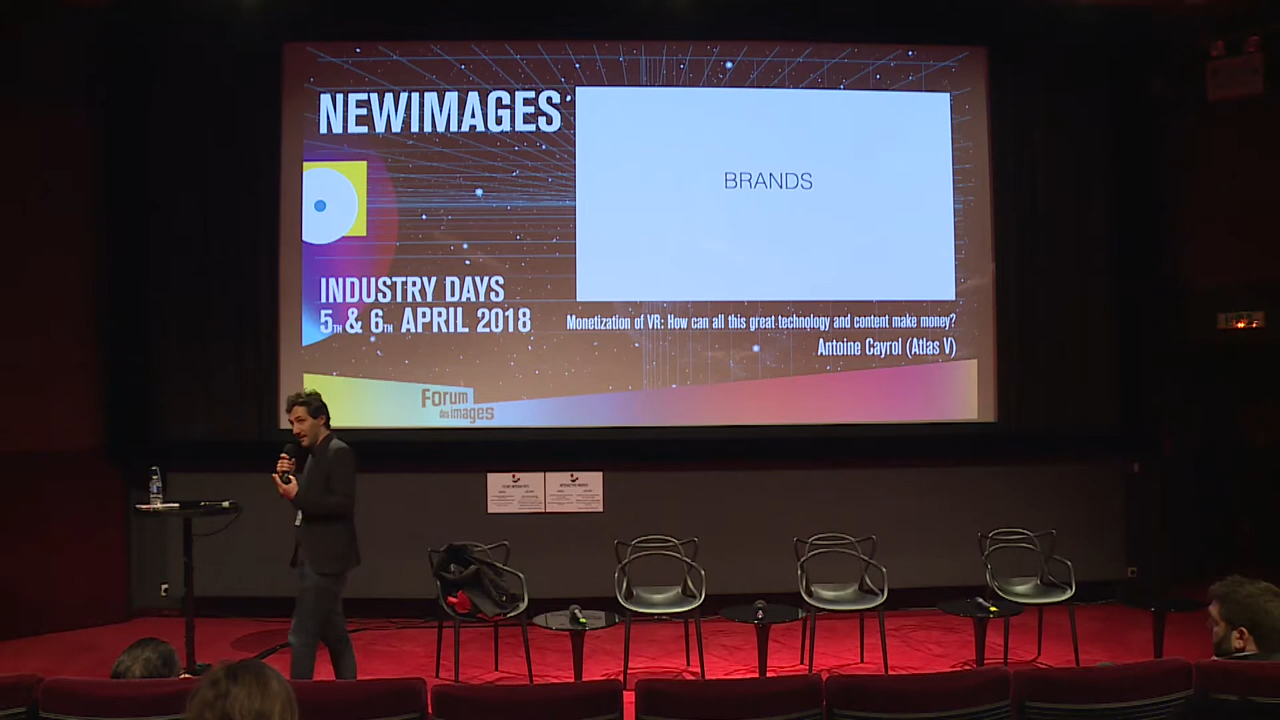 NEWIMAGES
BRANDS
INDUSTRY DAYS
5TH & 6TH APRIL 2018
Monetization of VR: How can all this great technology and content make money?
Antoine Cayrol (Atlas V)
Forum
des images